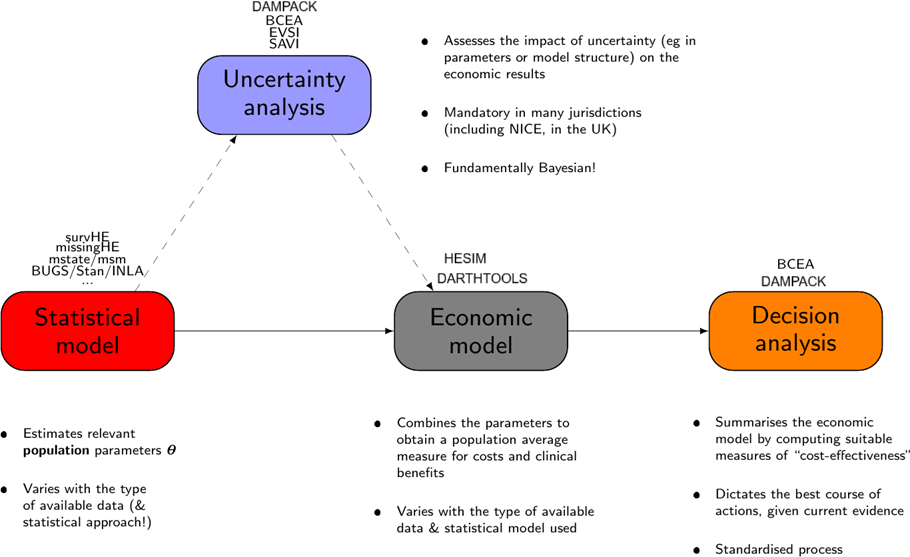 DAMPACK
BCEA
EVSI
SAVI
Uncertainty
analysis
● Assesses the impact of uncertainty (eg in
parameters or model structure) on the
economic results
● Mandatory in many jurisdictions
(including NICE, in the UK)
● Fundamentally Bayesian!
survHE
missingHE
mstate/msm
BUGS/Stan/INLA
...
Statistical
model
HESIM
DARTHTOOLS
Economic
model
BCEA
DAMPACK
Decision
analysis
● Estimates relevant
population parameters θ
● Varies with the type
of available data (&
statistical approach!)
● Combines the parameters to
obtain a population average
measure for costs and clinical
benefits
● Varies with the type of available
data & statistical model used
● Summarises the economic
model by computing suitable
measures of “cost-effectiveness”
● Dictates the best course of
actions, given current evidence
● Standardised process